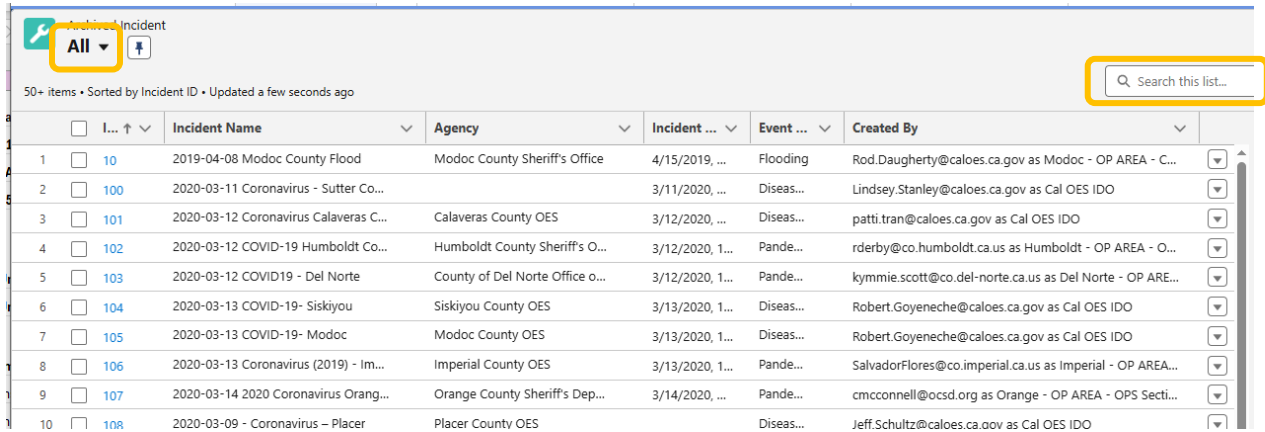 Archived Incident
All
50+ items • Sorted by Incident ID • Updated a few seconds ago
Search this list...
I... Incident Name Agency Incident ... Event ... Created By
1 10 2019-04-08 Modoc County Flood Modoc County Sheriff's Office 4/15/2019, ... Flooding Rod.Daugherty@caloes.ca.gov as Modoc - OP AREA - C...
2 100 2020-03-11 Coronavirus - Sutter Co... 3/11/2020, ... Diseas... Lindsey.Stanley@caloes.ca.gov as Cal OES IDO
3 101 2020-03-12 Coronavirus Calaveras C... Calaveras County OES 3/12/2020, ... Diseas... patti.tran@caloes.ca.gov as Cal OES IDO
4 102 2020-03-12 COVID-19 Humboldt Co... Humboldt County Sheriff's O... 3/12/2020, 1... Pande... rderby@co.humboldt.ca.us as Humboldt - OP AREA - O...
5 103 2020-03-12 COVID19 - Del Norte County of Del Norte Office o... 3/12/2020, 1... Pande... kymmie.scott@co.del-norte.ca.us as Del Norte - OP ARE...
6 104 2020-03-13 COVID-19- Siskiyou Siskiyou County OES 3/13/2020, 1... Diseas... Robert.Goyeneche@caloes.ca.gov as Cal OES IDO
7 105 2020-03-13 COVID-19- Modoc Modoc County OES 3/13/2020, 1... Diseas... Robert.Goyeneche@caloes.ca.gov as Cal OES IDO
8 106 2020-03-13 Coronavirus (2019) - Im... Imperial County OES 3/13/2020, 1... Pande... SalvadorFlores@co.imperial.ca.us as Imperial - OP AREA...
9 107 2020-03-14 2020 Coronavirus Orang... Orange County Sheriff's Dep... 3/14/2020, ... Pande... cmcconnell@ocsd.org as Orange - OP AREA - OPS Secti...
10 108 2020-03-09 - Coronavirus – Placer Placer County OES Diseas... Jeff.Schultz@caloes.ca.gov as Cal OES IDO